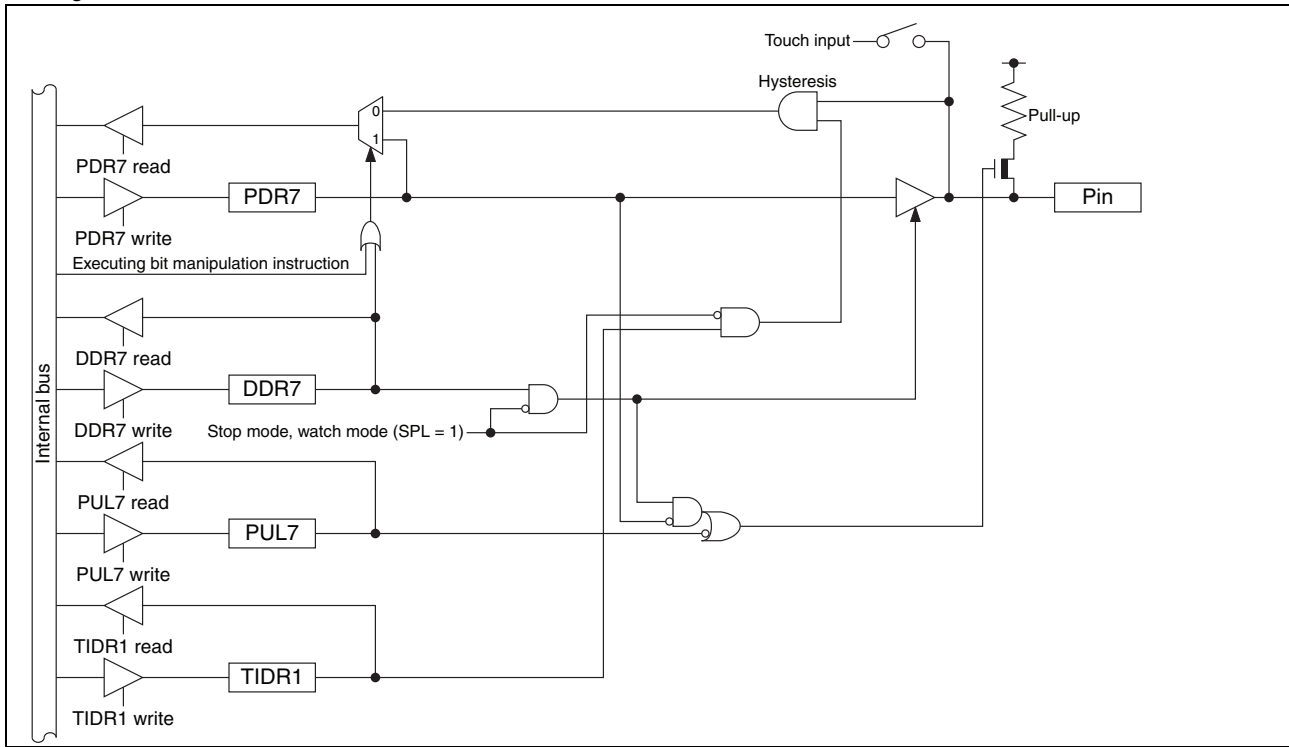 Touch input
Hysteresis
0
1
Pull-up
PDR7 read
PDR7
Pin
PDR7 write
Executing bit manipulation instruction
DDR7 read
DDR7
DDR7 write
Stop mode, watch mode (SPL = 1)
Internal bus
PUL7 read
PUL7
PUL7 write
TIDR1 read
TIDR1
TIDR1 write